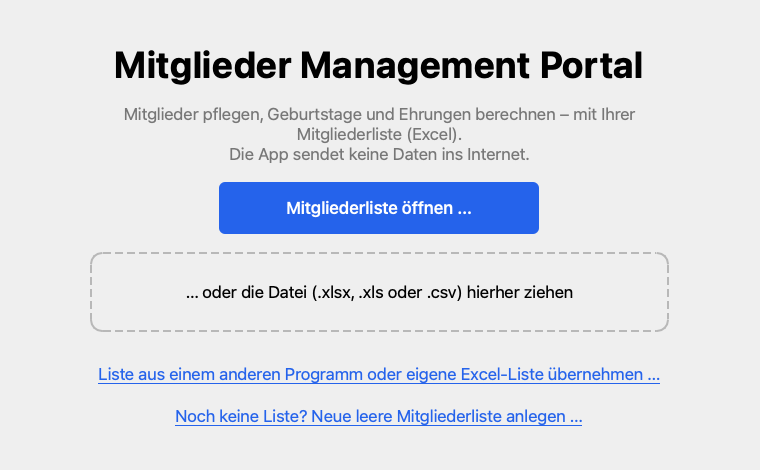 Mitglieder Management Portal
Mitglieder pflegen, Geburtstage und Ehrungen berechnen – mit Ihrer
Mitgliederliste (Excel).
Die App sendet keine Daten ins Internet.
Mitgliederliste öffnen ...
... oder die Datei (.xlsx, .xls oder .csv) hierher ziehen
Liste aus einem anderen Programm oder eigene Excel-Liste übernehmen ...
Noch keine Liste? Neue leere Mitgliederliste anlegen ...